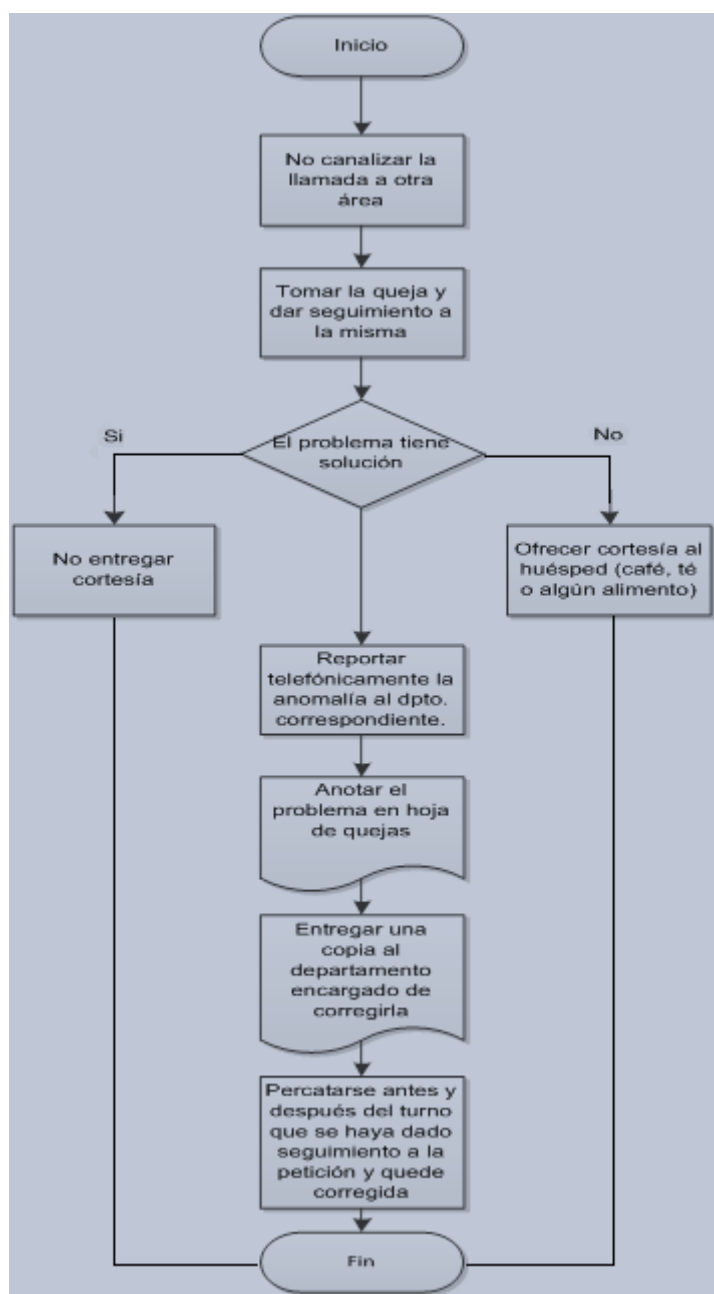 Inicio
No canalizar la
llamada a otra
área
Tomar la queja y
dar seguimiento a
la misma
El problema tiene
solución
Si
No
No entregar
cortesía
Ofrecer cortesía al
huésped (café, té
o algún alimento)
Reportar
telefónicamente la
anomalía al dpto.
correspondiente.
Anotar el
problema en hoja
de quejas
Entregar una
copia al
departamento
encargado de
corregirla
Percatarse antes y
después del turno
que se haya dado
seguimiento a la
petición y quede
corregida
Fin